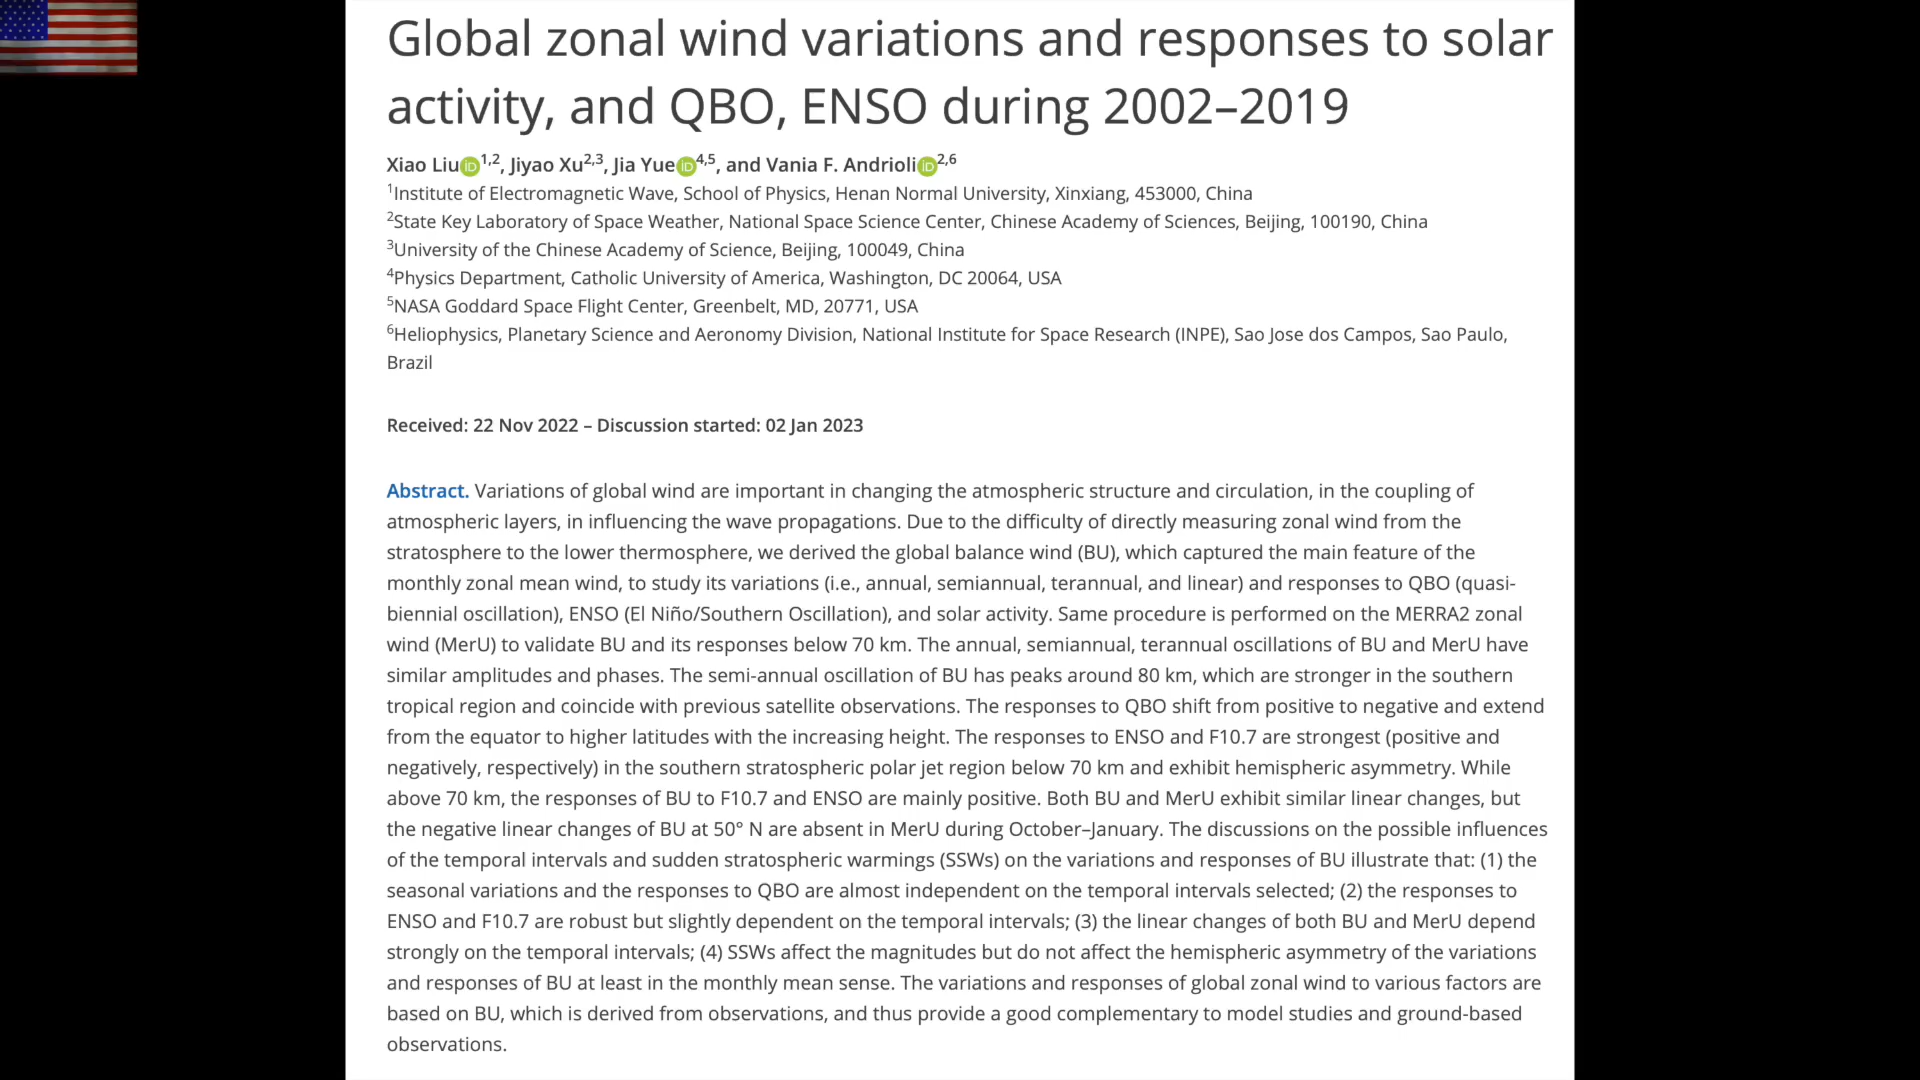 Global zonal wind variations and responses to solar
activity, and QBO, ENSO during 2002–2019
Xiao Liu iD 1,2, Jiyao Xu2,3, Jia Yue iD 4,5, and Vania F. Andrioli iD 2,6
1Institute of Electromagnetic Wave, School of Physics, Henan Normal University, Xinxiang, 453000, China
2State Key Laboratory of Space Weather, National Space Science Center, Chinese Academy of Sciences, Beijing, 100190, China
3University of the Chinese Academy of Science, Beijing, 100049, China
4Physics Department, Catholic University of America, Washington, DC 20064, USA
5NASA Goddard Space Flight Center, Greenbelt, MD, 20771, USA
6Heliophysics, Planetary Science and Aeronomy Division, National Institute for Space Research (INPE), Sao Jose dos Campos, Sao Paulo,
Brazil
Received: 22 Nov 2022 – Discussion started: 02 Jan 2023
Abstract. Variations of global wind are important in changing the atmospheric structure and circulation, in the coupling of
atmospheric layers, in influencing the wave propagations. Due to the difficulty of directly measuring zonal wind from the
stratosphere to the lower thermosphere, we derived the global balance wind (BU), which captured the main feature of the
monthly zonal mean wind, to study its variations (i.e., annual, semiannual, terannual, and linear) and responses to QBO (quasi-
biennial oscillation), ENSO (El Niño/Southern Oscillation), and solar activity. Same procedure is performed on the MERRA2 zonal
wind (MerU) to validate BU and its responses below 70 km. The annual, semiannual, terannual oscillations of BU and MerU have
similar amplitudes and phases. The semi-annual oscillation of BU has peaks around 80 km, which are stronger in the southern
tropical region and coincide with previous satellite observations. The responses to QBO shift from positive to negative and extend
from the equator to higher latitudes with the increasing height. The responses to ENSO and F10.7 are strongest (positive and
negatively, respectively) in the southern stratospheric polar jet region below 70 km and exhibit hemispheric asymmetry. While
above 70 km, the responses of BU to F10.7 and ENSO are mainly positive. Both BU and MerU exhibit similar linear changes, but
the negative linear changes of BU at 50° N are absent in MerU during October–January. The discussions on the possible influences
of the temporal intervals and sudden stratospheric warmings (SSWs) on the variations and responses of BU illustrate that: (1) the
seasonal variations and the responses to QBO are almost independent on the temporal intervals selected; (2) the responses to
ENSO and F10.7 are robust but slightly dependent on the temporal intervals; (3) the linear changes of both BU and MerU depend
strongly on the temporal intervals; (4) SSWs affect the magnitudes but do not affect the hemispheric asymmetry of the variations
and responses of BU at least in the monthly mean sense. The variations and responses of global zonal wind to various factors are
based on BU, which is derived from observations, and thus provide a good complementary to model studies and ground-based
observations.